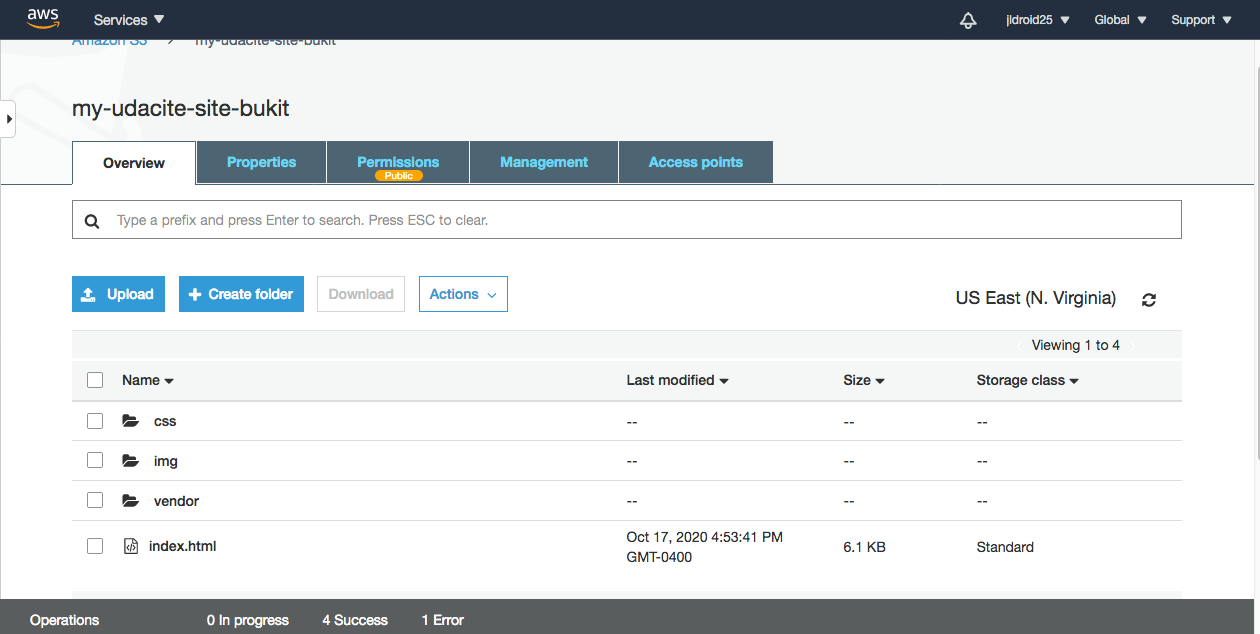 aws Services jldroid25 Global Support
Amazon S3 my-udacite-site-bukit
my-udacite-site-bukit
Overview Properties Permissions Management Access points
Public
Type a prefix and press Enter to search. Press ESC to clear.
Upload Create folder Download Actions US East (N. Virginia)
Viewing 1 to 4
Name Last modified Size Storage class
css -- -- --
img -- -- --
vendor -- -- --
index.html Oct 17, 2020 4:53:41 PM GMT-0400 6.1 KB Standard
Operations 0 In progress 4 Success 1 Error